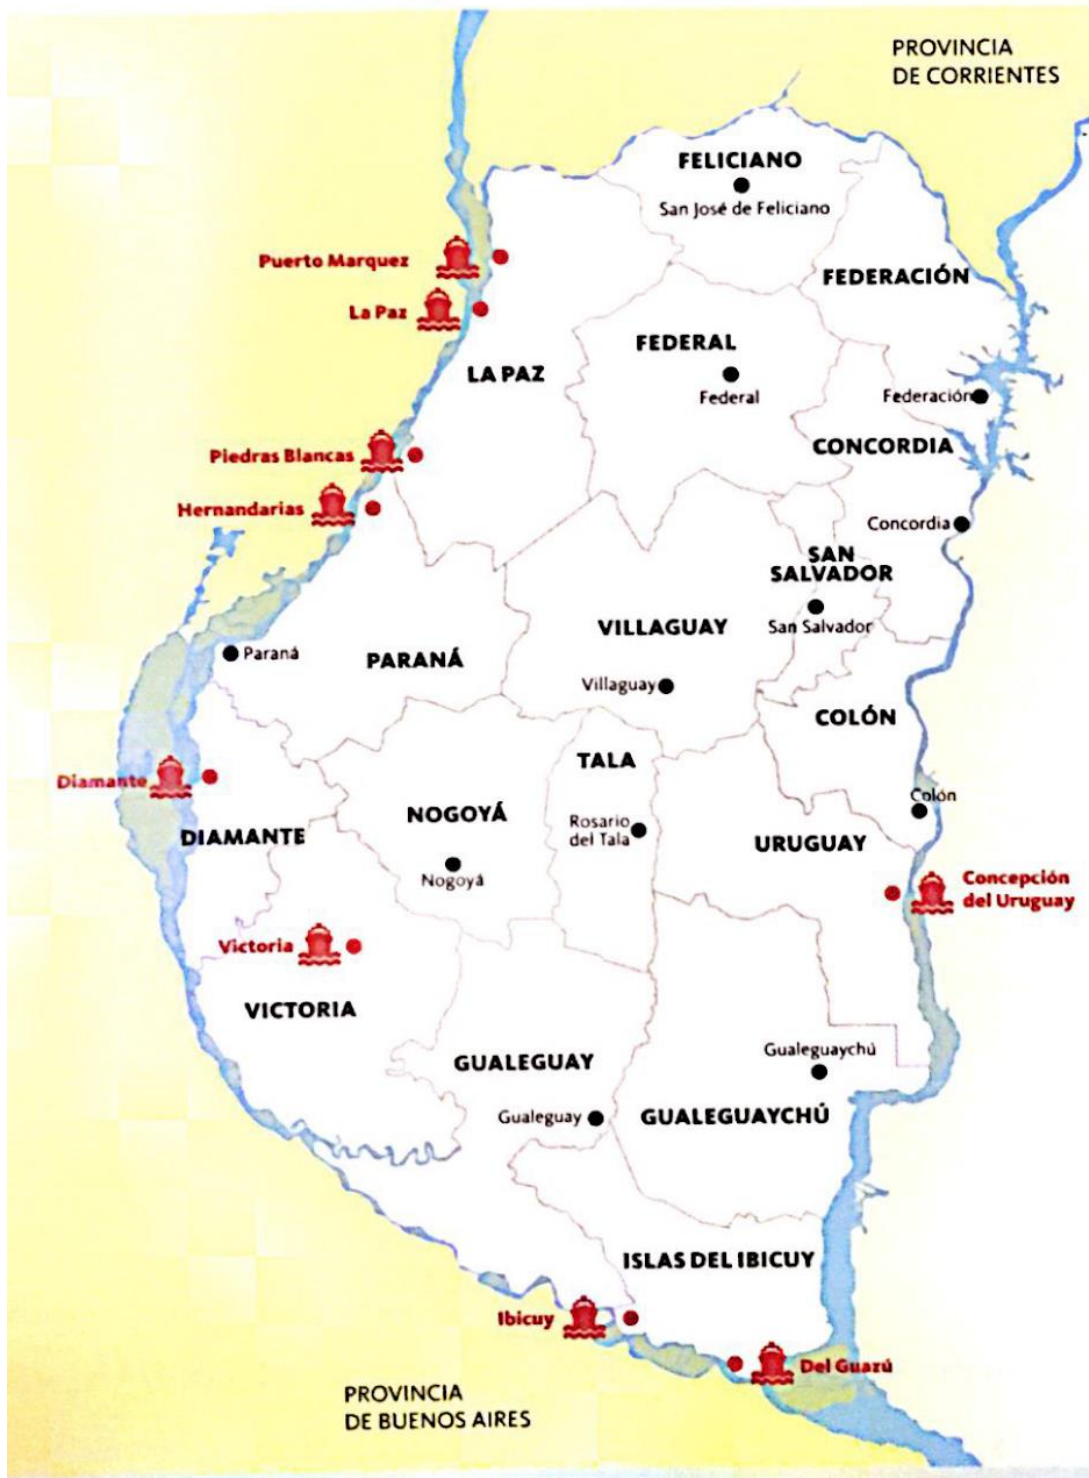 PROVINCIA
DE CORRIENTES
FELICIANO
San José de Feliciano
Puerto Marquez
FEDERACIÓN
La Paz
FEDERAL
LA PAZ
Federal
Federación
CONCORDIA
Piedras Blancas
Hernandarias
Concordia
SAN
SALVADOR
San Salvador
VILLAGUAY
Paraná
PARANÁ
Villaguay
COLÓN
TALA
Diamante
Colón
NOGOYÁ
Rosario
del Tala
DIAMANTE
URUGUAY
Nogoyá
Concepción
del Uruguay
Victoria
VICTORIA
Gualeguaychú
GUALEGUAY
Gualeguay
GUALEGUAYCHÚ
ISLAS DEL IBICUY
Ibicuy
Del Guazú
PROVINCIA
DE BUENOS AIRES